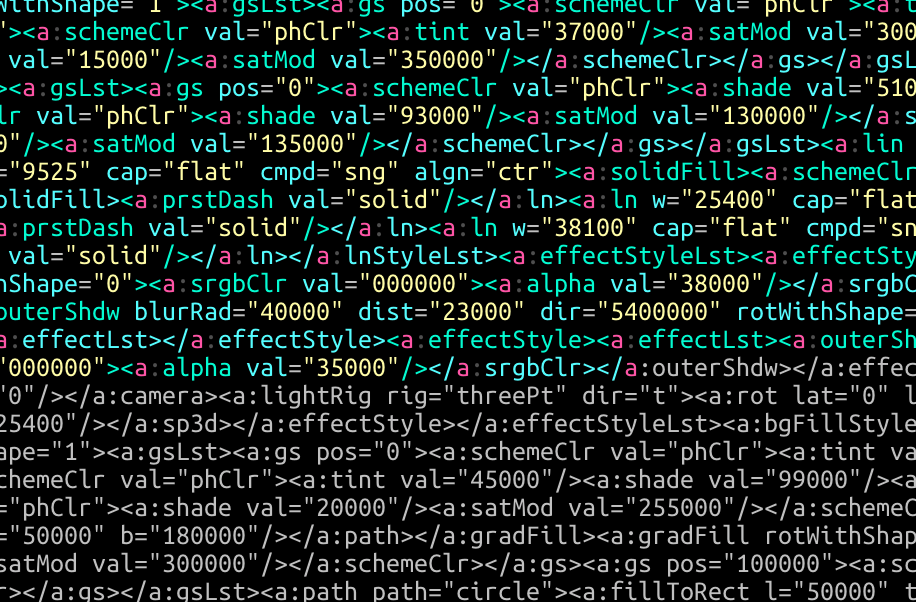 WithShape="1"><a:gsLst><a:gs pos="0"><a:schemeClr val="phClr"><a:t
"><a:schemeClr val="phClr"><a:tint val="37000"/><a:satMod val="300
val="15000"/><a:satMod val="350000"/></a:schemeClr></a:gs></a:gsL
><a:gsLst><a:gs pos="0"><a:schemeClr val="phClr"><a:shade val="510
lr val="phClr"><a:shade val="93000"/><a:satMod val="130000"/></a:s
0"/><a:satMod val="135000"/></a:schemeClr></a:gs></a:gsLst><a:lin
="9525" cap="flat" cmpd="sng" algn="ctr"><a:solidFill><a:schemeClr
olidFill><a:prstDash val="solid"/></a:ln><a:ln w="25400" cap="flat
a:prstDash val="solid"/></a:ln><a:ln w="38100" cap="flat" cmpd="sn
val="solid"/></a:ln></a:lnStyleLst><a:effectStyleLst><a:effectSty
hShape="0"><a:srgbClr val="000000"><a:alpha val="38000"/></a:srgbC
outerShdw blurRad="40000" dist="23000" dir="5400000" rotWithShape=
a:effectLst></a:effectStyle><a:effectStyle><a:effectLst><a:outerSh
"000000"><a:alpha val="35000"/></a:srgbClr></a:outerShdw></a:effec
"0"/></a:camera><a:lightRig rig="threePt" dir="t"><a:rot lat="0" l
25400"/></a:sp3d></a:effectStyle></a:effectStyleLst><a:bgFillStyle
ape="1"><a:gsLst><a:gs pos="0"><a:schemeClr val="phClr"><a:tint va
chemeClr val="phClr"><a:tint val="45000"/><a:shade val="99000"/><a
="phClr"><a:shade val="20000"/><a:satMod val="255000"/></a:schemeC
="50000" b="180000"/></a:path></a:gradFill><a:gradFill rotWithShap
satMod val="300000"/></a:schemeClr></a:gs><a:gs pos="100000"><a:sc
r></a:gs></a:gsLst><a:path path="circle"><a:fillToRect l="50000" t